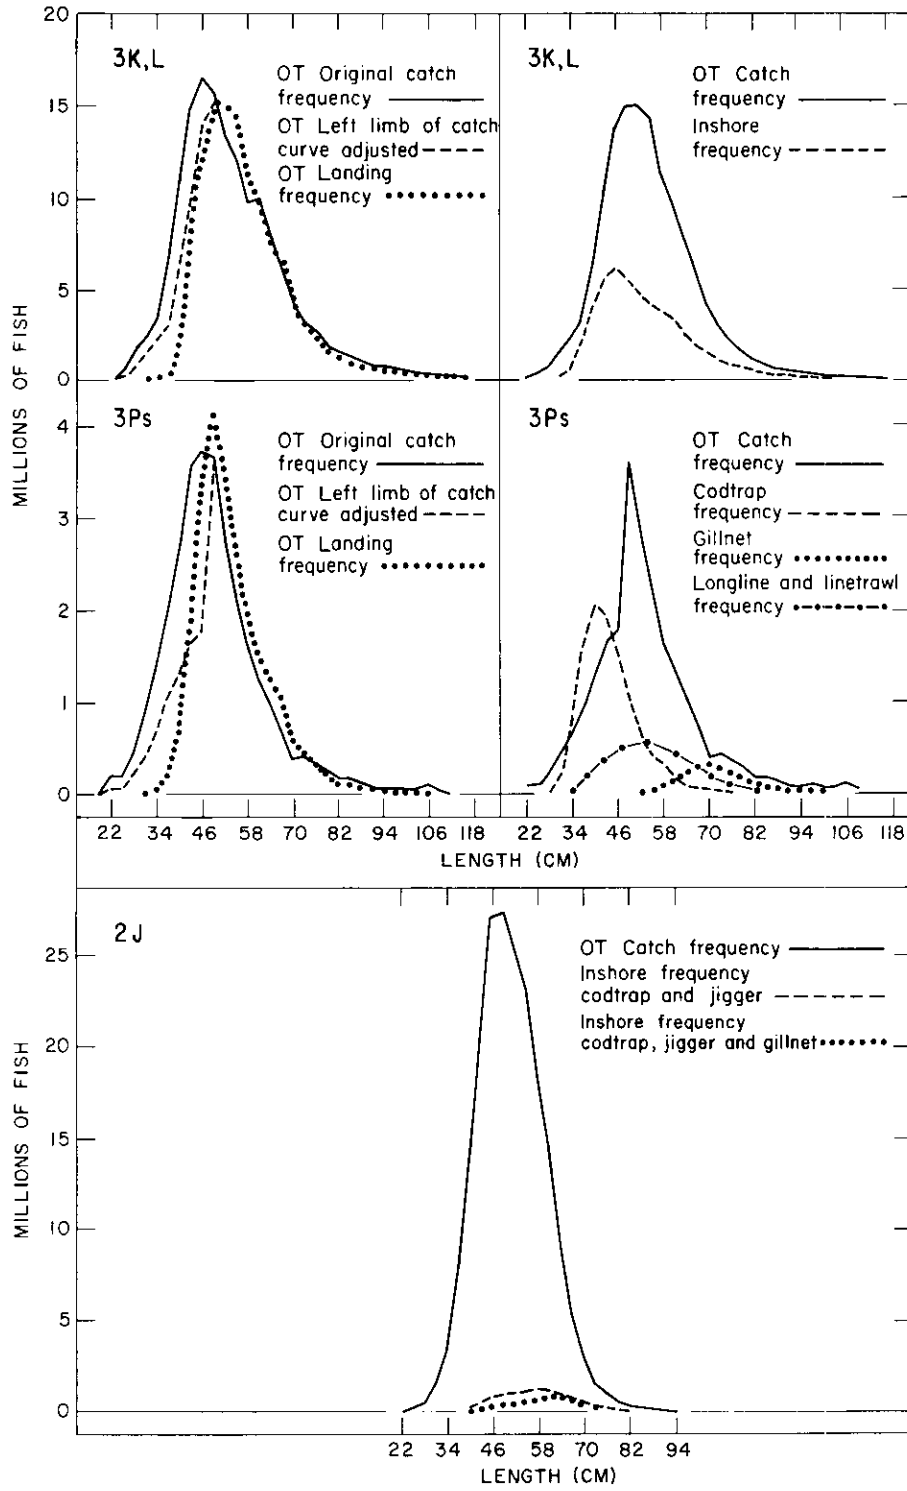 20
15
10
5
0
MILLIONS OF FISH
3K,L
OT Original catch
frequency
OT Left limb of catch
curve adjusted
OT Landing
frequency
3K,L
OT Catch
frequency
Inshore
frequency
4
3
2
1
0
3Ps
OT Original catch
frequency
OT Left limb of catch
curve adjusted
OT Landing
frequency
3Ps
OT Catch
frequency
Codtrap
frequency
Gillnet
frequency
Longline and linetrawl
frequency
22 34 46 58 70 82 94 106 118
22 34 46 58 70 82 94 106 118
LENGTH (CM)
2J
OT Catch frequency
Inshore frequency
codtrap and jigger
Inshore frequency
codtrap, jigger and gillnet
25
20
15
10
5
0
MILLIONS OF FISH
22 34 46 58 70 82 94
LENGTH (CM)